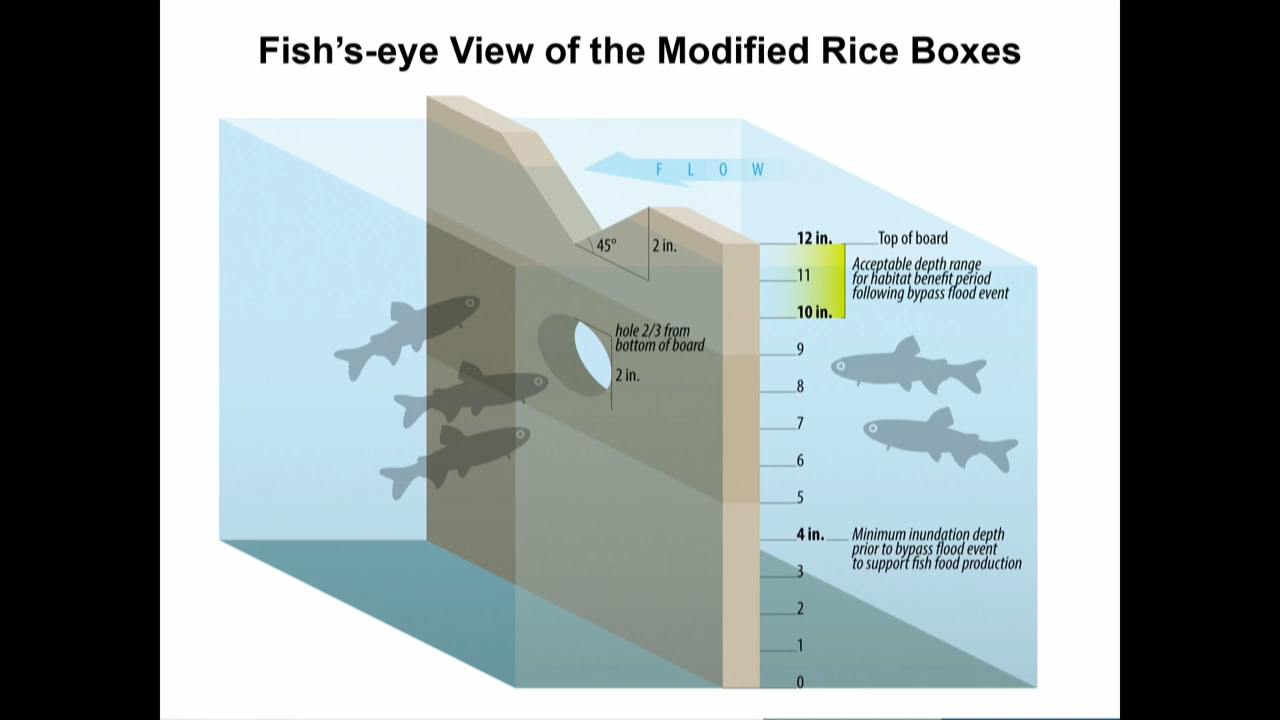 Fish's-eye View of the Modified Rice Boxes
F L O W
45°
2 in.
12 in.
Top of board
11
Acceptable depth range
for habitat benefit period
following bypass flood event
10 in.
hole 2/3 from
bottom of board
2 in.
9
8
7
6
5
4 in.
Minimum inundation depth
prior to bypass flood event
to support fish food production
3
2
1
0